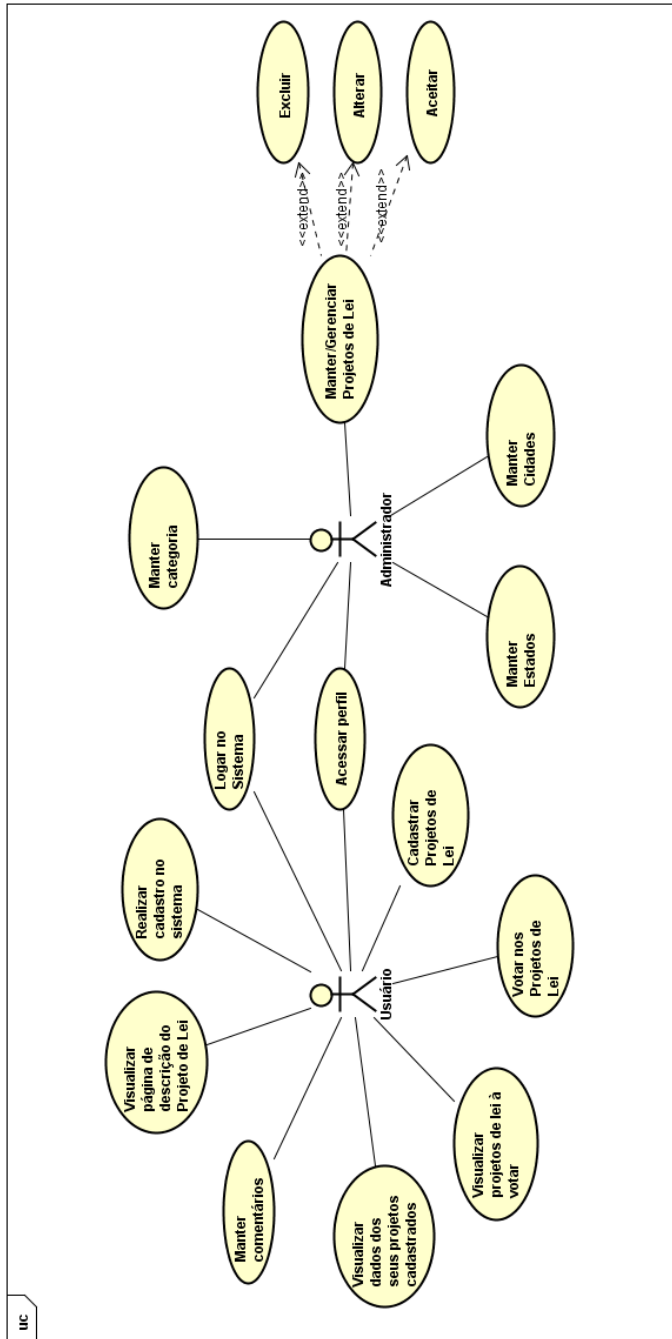 uc
Visualizar
página de
descrição do
Projeto de Lei
Realizar
cadastro no
sistema
Manter
categoria
Manter
comentários
Logar no
Sistema
Excluir
<<extend>>
Usuário
Acessar perfil
Administrador
Manter/Gerenciar
Projetos de Lei
<<extend>>
Alterar
Visualizar
dados dos
seus projetos
cadastrados
Cadastrar
Projetos de
Lei
<<extend>>
Aceitar
Visualizar
projetos de lei à
votar
Votar nos
Projetos de
Lei
Manter
Estados
Manter
Cidades